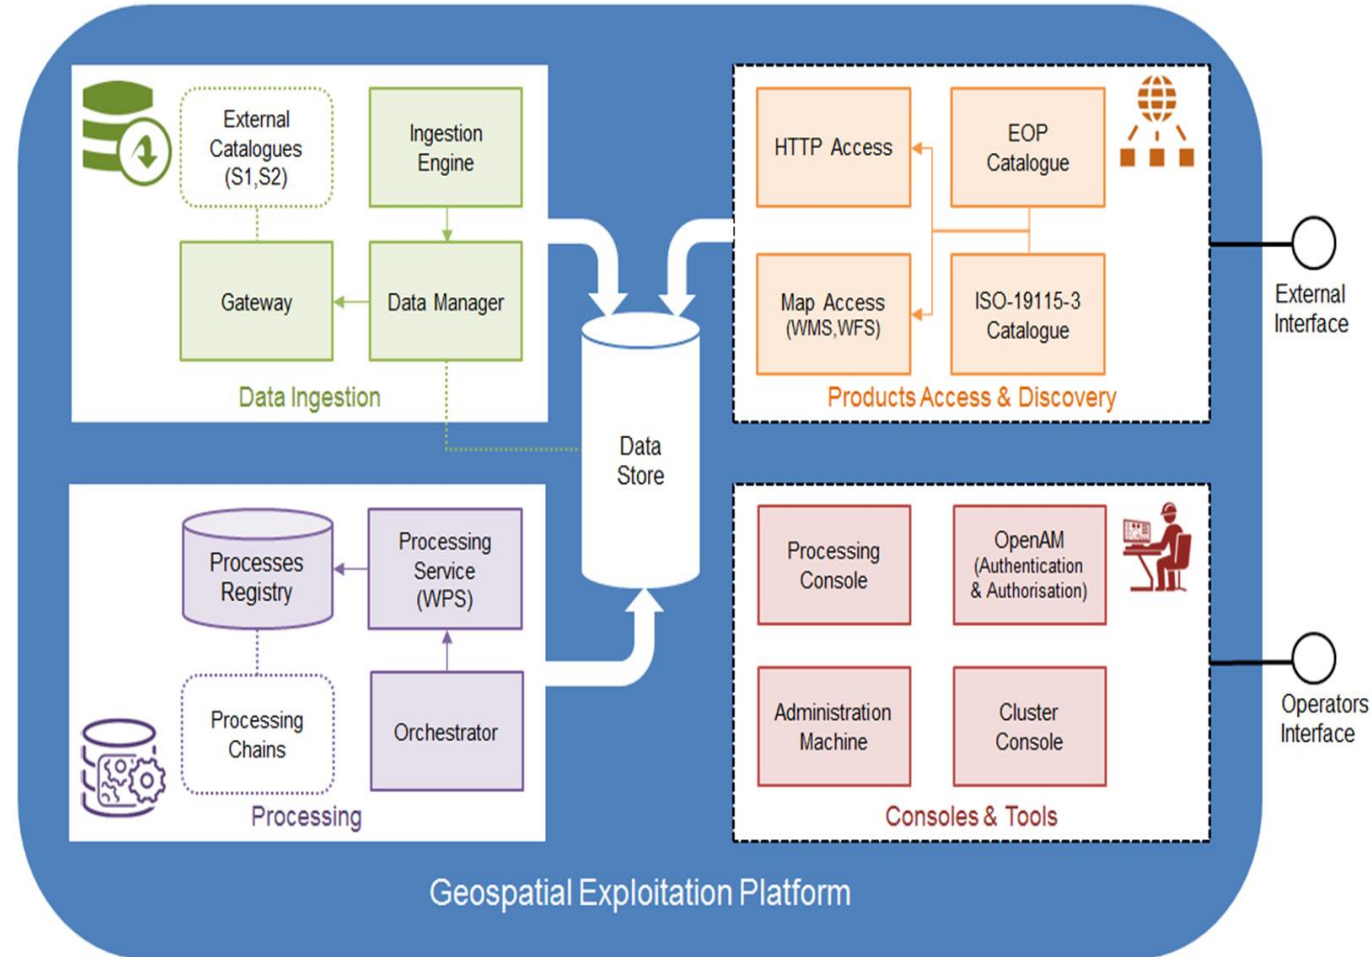 External
Catalogues
(S1,S2)
Ingestion
Engine
Gateway
Data Manager
Data Ingestion
HTTP Access
EOP
Catalogue
Map Access
(WMS,WFS)
ISO-19115-3
Catalogue
Products Access & Discovery
External
Interface
Data
Store
Processes
Registry
Processing
Service
(WPS)
Processing
Chains
Orchestrator
Processing
Processing
Console
OpenAM
(Authentication
& Authorisation)
Administration
Machine
Cluster
Console
Consoles & Tools
Operators
Interface
Geospatial Exploitation Platform